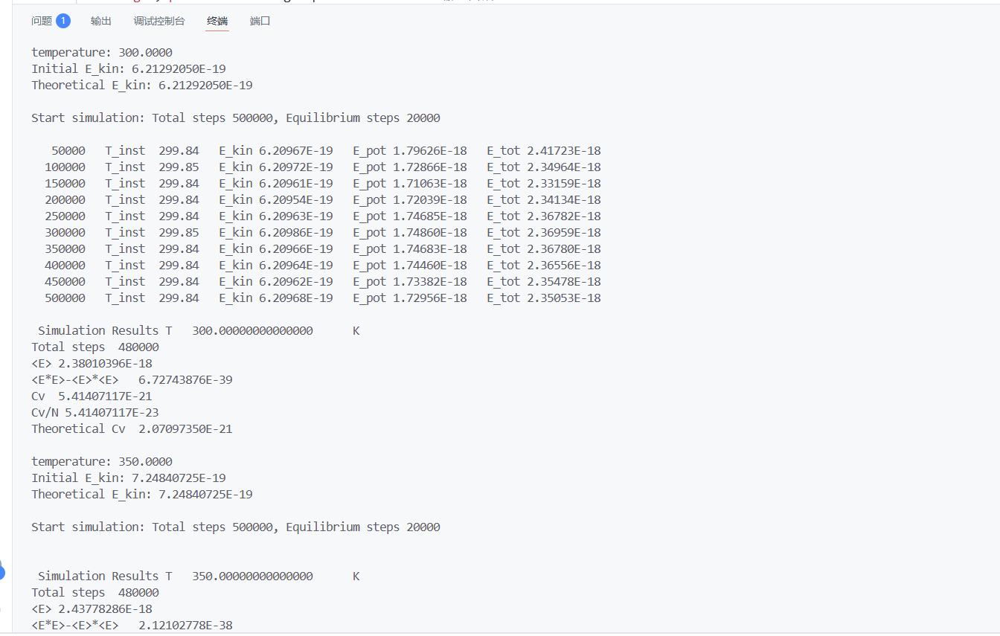 问题 1 输出 调试控制台 终端 端口
temperature: 300.0000
Initial E_kin: 6.21292050E-19
Theoretical E_kin: 6.21292050E-19
Start simulation: Total steps 500000, Equilibrium steps 20000
50000 T_inst 299.84 E_kin 6.20967E-19 E_pot 1.79626E-18 E_tot 2.41723E-18
100000 T_inst 299.85 E_kin 6.20972E-19 E_pot 1.72866E-18 E_tot 2.34964E-18
150000 T_inst 299.84 E_kin 6.20961E-19 E_pot 1.71063E-18 E_tot 2.33159E-18
200000 T_inst 299.84 E_kin 6.20954E-19 E_pot 1.72039E-18 E_tot 2.34134E-18
250000 T_inst 299.84 E_kin 6.20963E-19 E_pot 1.74685E-18 E_tot 2.36782E-18
300000 T_inst 299.85 E_kin 6.20986E-19 E_pot 1.74860E-18 E_tot 2.36959E-18
350000 T_inst 299.84 E_kin 6.20966E-19 E_pot 1.74683E-18 E_tot 2.36780E-18
400000 T_inst 299.84 E_kin 6.20964E-19 E_pot 1.74460E-18 E_tot 2.36556E-18
450000 T_inst 299.84 E_kin 6.20962E-19 E_pot 1.73382E-18 E_tot 2.35478E-18
500000 T_inst 299.84 E_kin 6.20968E-19 E_pot 1.72956E-18 E_tot 2.35053E-18
Simulation Results T 300.00000000000000 K
Total steps 480000
<E> 2.38010396E-18
<E*E>-<E>*<E> 6.72743876E-39
Cv 5.41407117E-21
Cv/N 5.41407117E-23
Theoretical Cv 2.07097350E-21
temperature: 350.0000
Initial E_kin: 7.24840725E-19
Theoretical E_kin: 7.24840725E-19
Start simulation: Total steps 500000, Equilibrium steps 20000
Simulation Results T 350.00000000000000 K
Total steps 480000
<E> 2.43778286E-18
<E*E>-<E>*<E> 2.12102778E-38